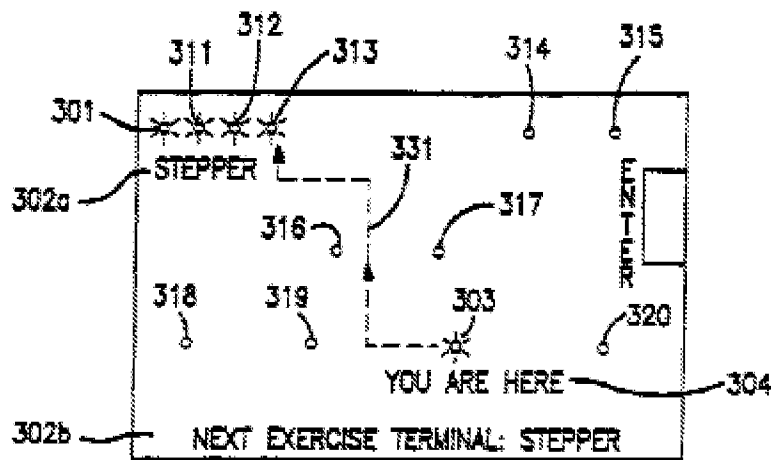 312
311
313
314
315
301
STEPPER
302a
331
ENTER
316
317
318
319
303
320
YOU ARE HERE
304
302b
NEXT EXERCISE TERMINAL: STEPPER